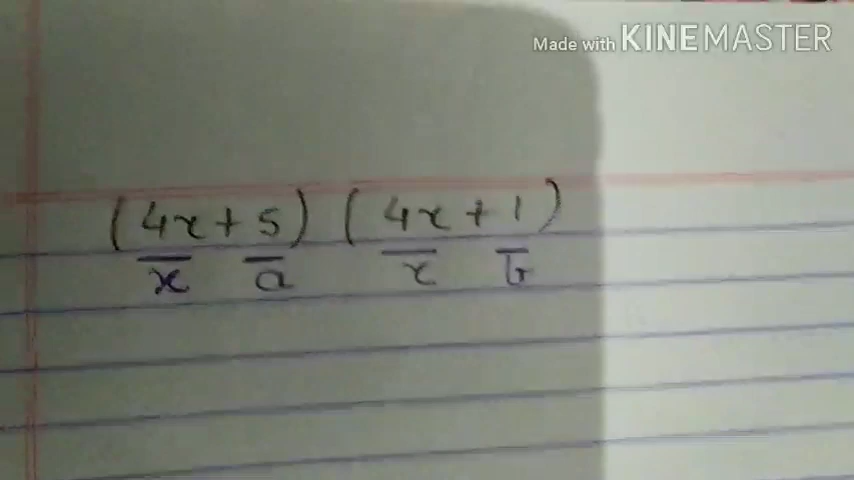 Made with KINEMASTER
(4x + 5) (4x + 1)
x a x b